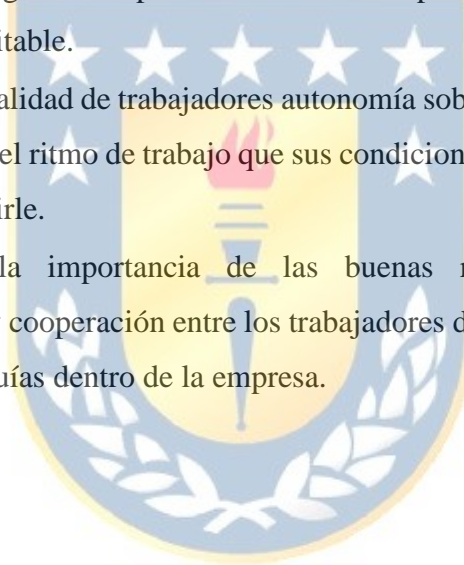 itable.
alidad de trabajadores autonomía sob
el ritmo de trabajo que sus condicion
irle.
la importancia de las buenas
cooperación entre los trabajadores d
uías dentro de la empresa.